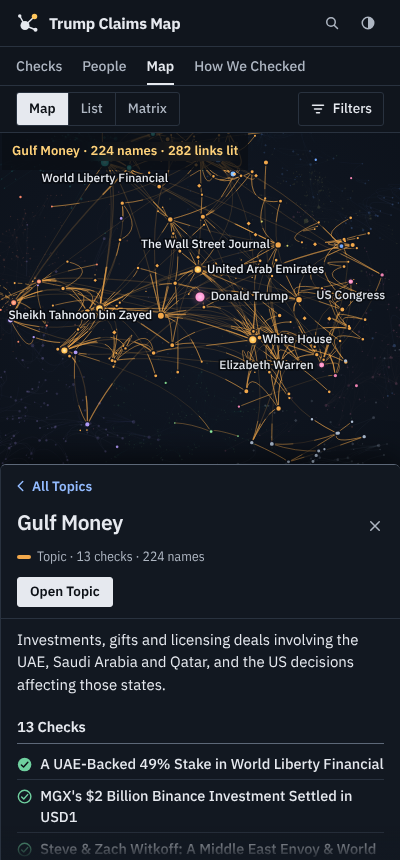 Trump Claims Map
Checks People Map How We Checked
Map List Matrix Filters
Gulf Money · 224 names · 282 links lit
World Liberty Financial
The Wall Street Journal
United Arab Emirates
Donald Trump
US Congress
Sheikh Tahnoon bin Zayed
White House
Elizabeth Warren
All Topics
Gulf Money
Topic · 13 checks · 224 names
Open Topic
Investments, gifts and licensing deals involving the
UAE, Saudi Arabia and Qatar, and the US decisions
affecting those states.
13 Checks
A UAE-Backed 49% Stake in World Liberty Financial
MGX's $2 Billion Binance Investment Settled in
USD1
Steve & Zach Witkoff: A Middle East Envoy & World